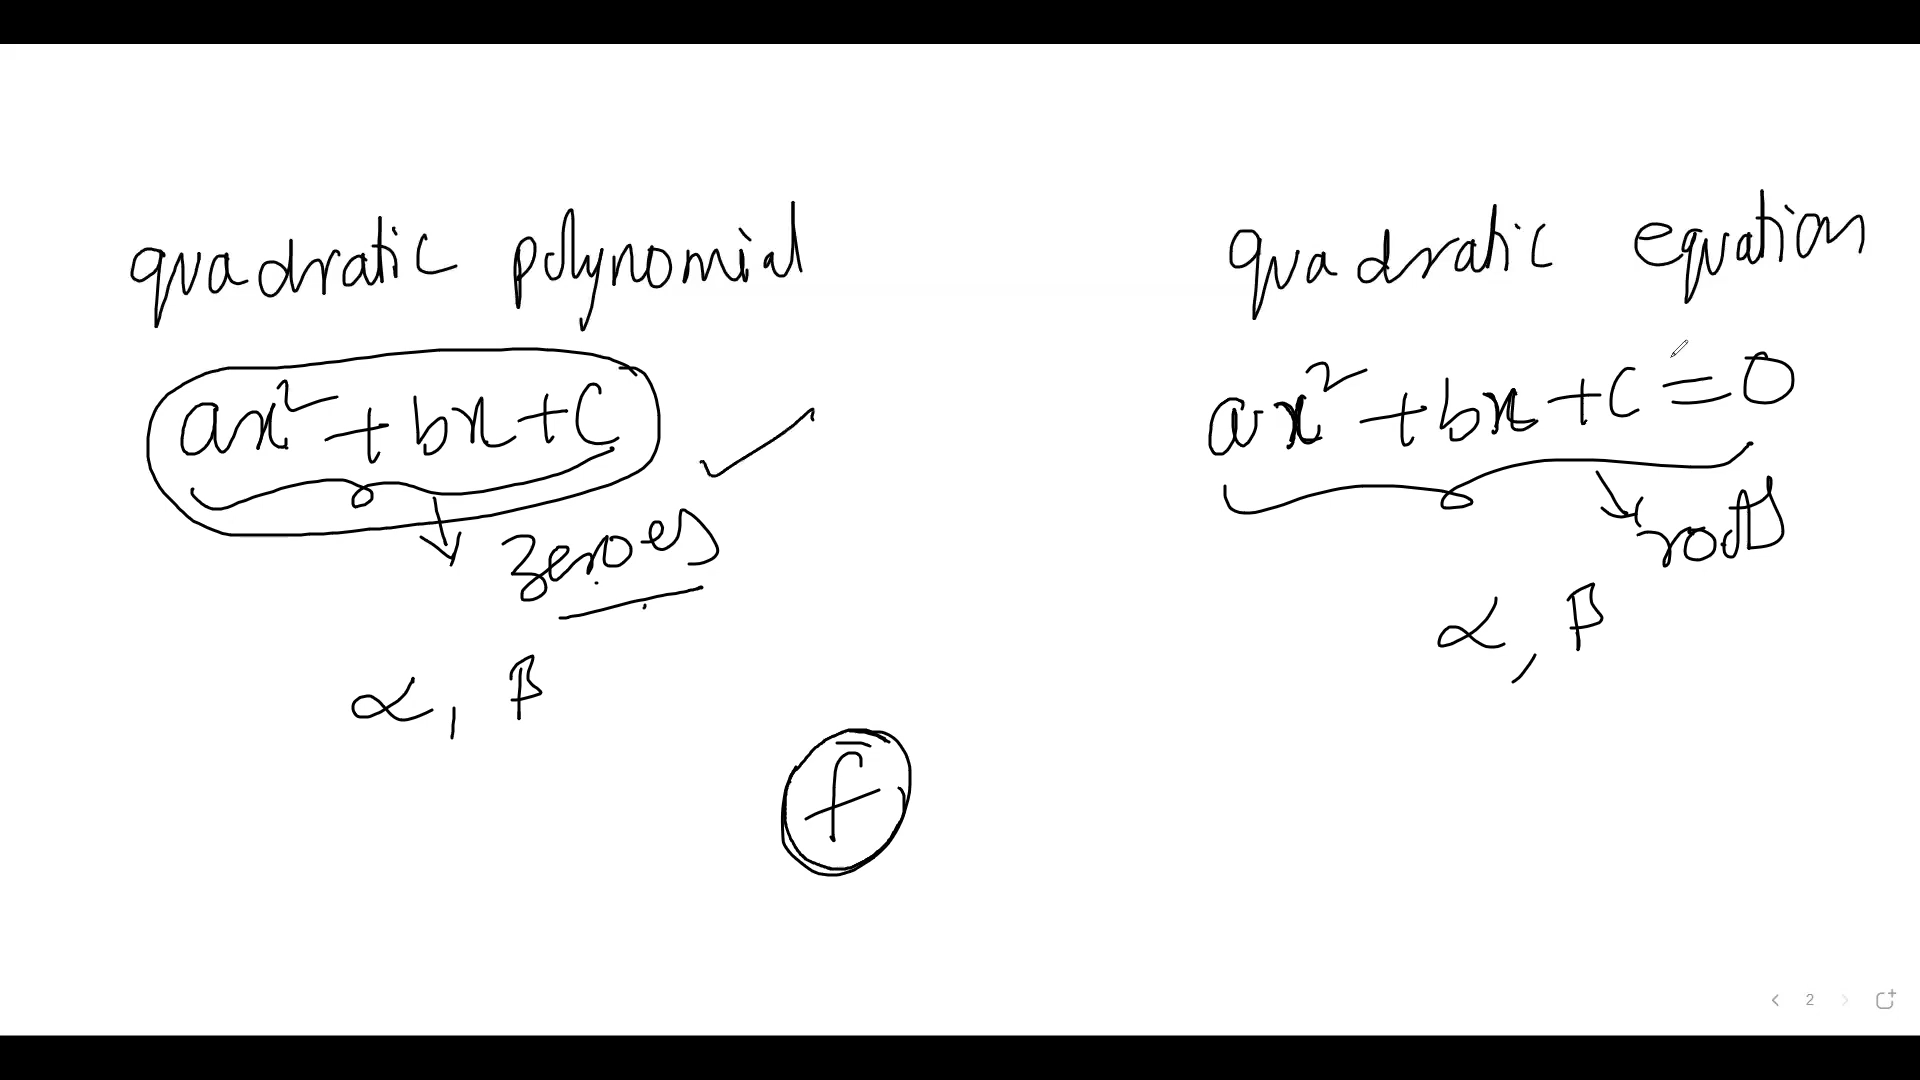 quadratic polynomial
ax² + bx + c
zeroes
α, β
f
quadratic equation
ax² + bx + c = 0
roots
α, β
2